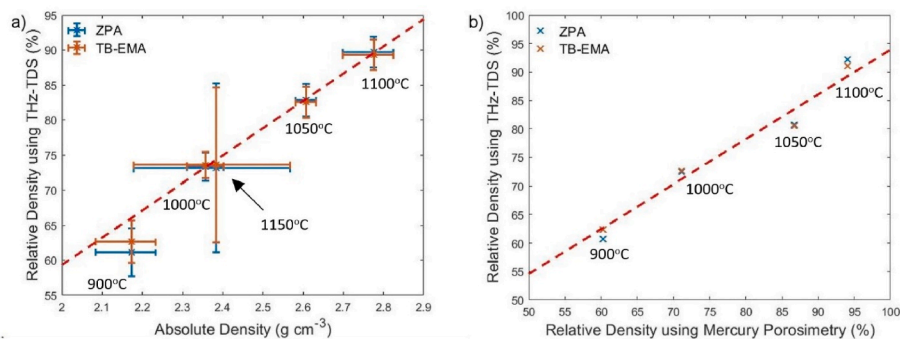 a)
ZPA
TB-EMA
Relative Density using THz-TDS (%)
95
90
85
80
75
70
65
60
55
1100°C
1050°C
1000°C
1150°C
900°C
2
2.1
2.2
2.3
2.4
2.5
2.6
2.7
2.8
2.9
Absolute Density (g cm⁻³)
b)
ZPA
TB-EMA
Relative Density using THz-TDS (%)
100
95
90
85
80
75
70
65
60
55
50
1100°C
1050°C
1000°C
900°C
50
55
60
65
70
75
80
85
90
95
100
Relative Density using Mercury Porosimetry (%)